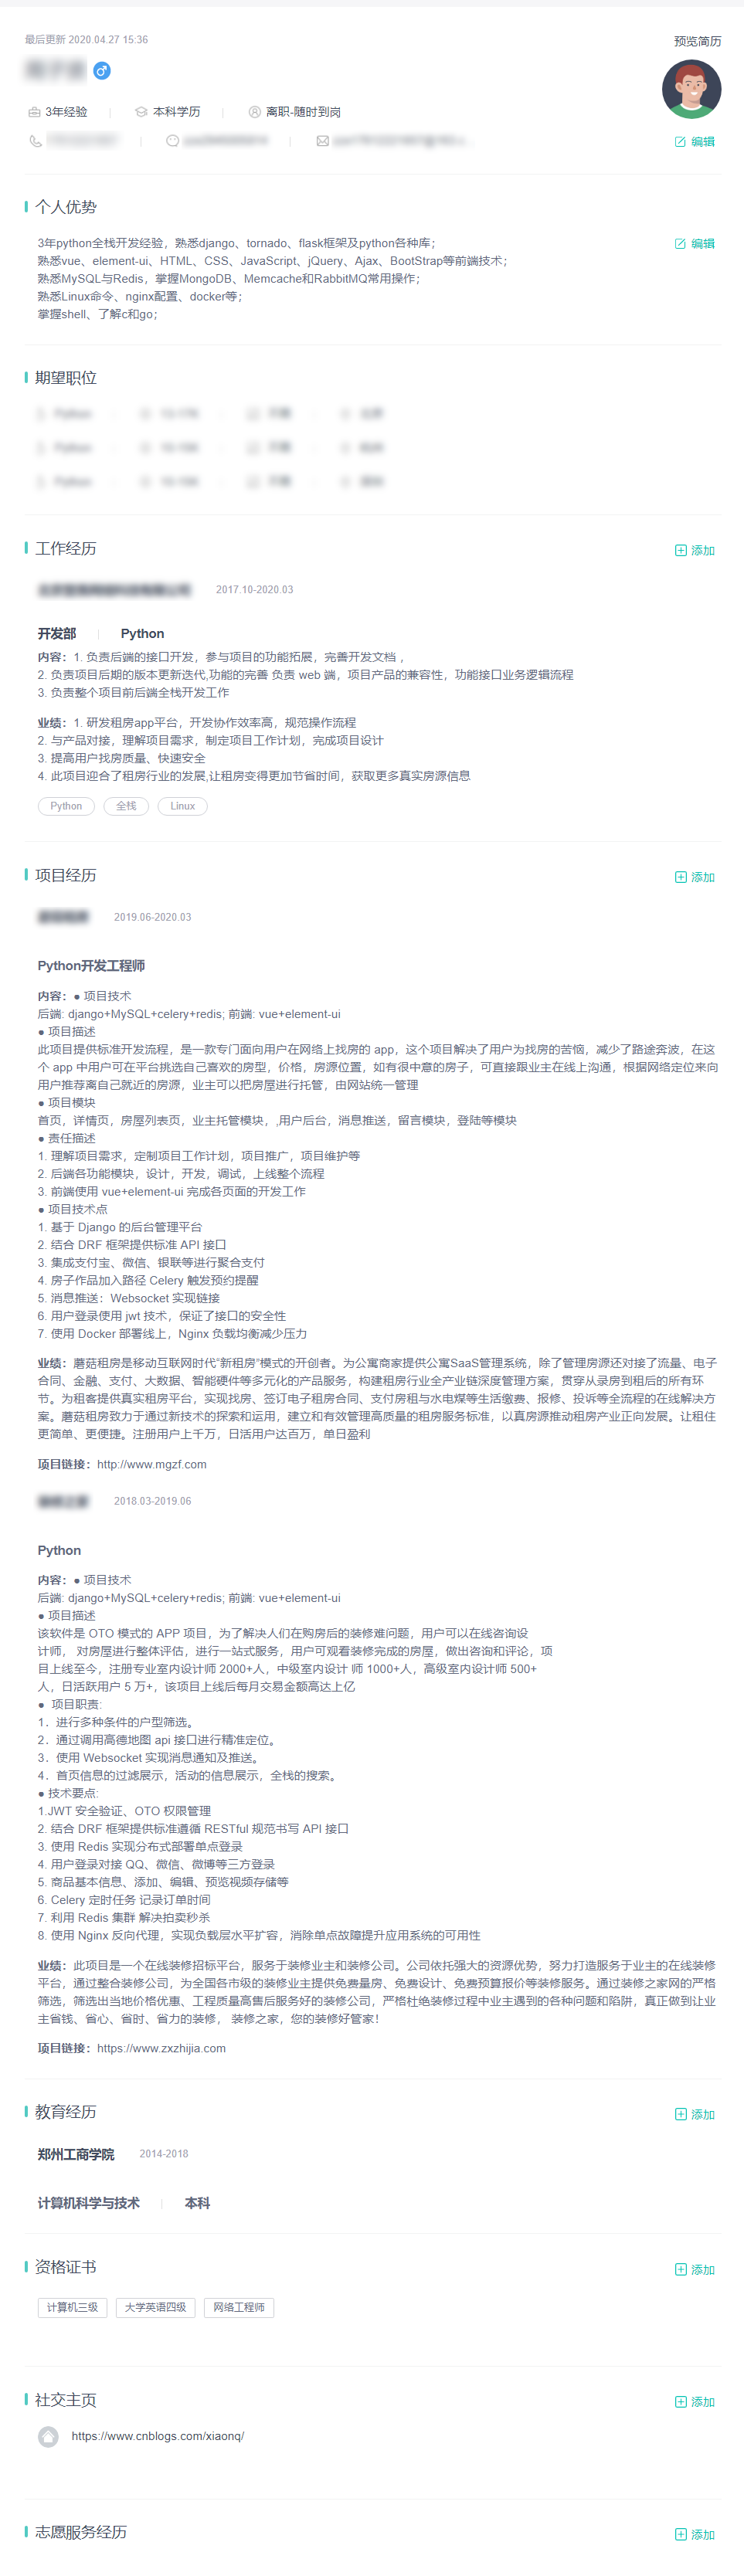 最后更新 2020.04.27 15:36
预览简历
3年经验
本科学历
离职-随时到岗
编辑
个人优势
编辑
3年python全栈开发经验，熟悉django、tornado、flask框架及python各种库；
熟悉vue、element-ui、HTML、CSS、JavaScript、jQuery、Ajax、BootStrap等前端技术；
熟悉MySQL与Redis，掌握MongoDB、Memcache和RabbitMQ常用操作；
熟悉Linux命令、nginx配置、docker等；
掌握shell、了解c和go；
期望职位
工作经历
添加
2017.10-2020.03
开发部
Python
内容：1. 负责后端的接口开发，参与项目的功能拓展，完善开发文档 ，
2. 负责项目后期的版本更新迭代,功能的完善 负责 web 端，项目产品的兼容性，功能接口业务逻辑流程
3. 负责整个项目前后端全栈开发工作
业绩：1. 研发租房app平台，开发协作效率高，规范操作流程
2. 与产品对接，理解项目需求，制定项目工作计划，完成项目设计
3. 提高用户找房质量、快速安全
4. 此项目迎合了租房行业的发展,让租房变得更加节省时间，获取更多真实房源信息
Python
全栈
Linux
项目经历
添加
2019.06-2020.03
Python开发工程师
内容：● 项目技术
后端: django+MySQL+celery+redis; 前端: vue+element-ui
● 项目描述
此项目提供标准开发流程，是一款专门面向用户在网络上找房的 app，这个项目解决了用户为找房的苦恼，减少了路途奔波，在这
个 app 中用户可在平台挑选自己喜欢的房型，价格，房源位置，如有很中意的房子，可直接跟业主在线上沟通，根据网络定位来向
用户推荐离自己就近的房源，业主可以把房屋进行托管，由网站统一管理
● 项目模块
首页，详情页，房屋列表页，业主托管模块，,用户后台，消息推送，留言模块，登陆等模块
● 责任描述
1. 理解项目需求，定制项目工作计划，项目推广，项目维护等
2. 后端各功能模块，设计，开发，调试，上线整个流程
3. 前端使用 vue+element-ui 完成各页面的开发工作
● 项目技术点
1. 基于 Django 的后台管理平台
2. 结合 DRF 框架提供标准 API 接口
3. 集成支付宝、微信、银联等进行聚合支付
4. 房子作品加入路径 Celery 触发预约提醒
5. 消息推送：Websocket 实现链接
6. 用户登录使用 jwt 技术，保证了接口的安全性
7. 使用 Docker 部署线上，Nginx 负载均衡减少压力
业绩：蘑菇租房是移动互联网时代“新租房”模式的开创者。为公寓商家提供公寓SaaS管理系统，除了管理房源还对接了流量、电子
合同、金融、支付、大数据、智能硬件等多元化的产品服务，构建租房行业全产业链深度管理方案，贯穿从录房到租后的所有环
节。为租客提供真实租房平台，实现找房、签订电子租房合同、支付房租与水电煤等生活缴费、报修、投诉等全流程的在线解决方
案。蘑菇租房致力于通过新技术的探索和运用，建立和有效管理高质量的租房服务标准，以真房源推动租房产业正向发展。让租住
更简单、更便捷。注册用户上千万，日活用户达百万，单日盈利
项目链接：http://www.mgzf.com
2018.03-2019.06
Python
内容：● 项目技术
后端: django+MySQL+celery+redis; 前端: vue+element-ui
● 项目描述
该软件是 OTO 模式的 APP 项目，为了解决人们在购房后的装修难问题，用户可以在线咨询设
计师， 对房屋进行整体评估，进行一站式服务，用户可观看装修完成的房屋，做出咨询和评论，项
目上线至今，注册专业室内设计师 2000+人，中级室内设计 师 1000+人，高级室内设计师 500+
人，日活跃用户 5 万+，该项目上线后每月交易金额高达上亿
● 项目职责:
1．进行多种条件的户型筛选。
2．通过调用高德地图 api 接口进行精准定位。
3．使用 Websocket 实现消息通知及推送。
4．首页信息的过滤展示，活动的信息展示，全栈的搜索。
● 技术要点:
1.JWT 安全验证、OTO 权限管理
2. 结合 DRF 框架提供标准遵循 RESTful 规范书写 API 接口
3. 使用 Redis 实现分布式部署单点登录
4. 用户登录对接 QQ、微信、微博等三方登录
5. 商品基本信息、添加、编辑、预览视频存储等
6. Celery 定时任务 记录订单时间
7. 利用 Redis 集群 解决拍卖秒杀
8. 使用 Nginx 反向代理，实现负载层水平扩容，消除单点故障提升应用系统的可用性
业绩：此项目是一个在线装修招标平台，服务于装修业主和装修公司。公司依托强大的资源优势，努力打造服务于业主的在线装修
平台，通过整合装修公司，为全国各市级的装修业主提供免费量房、免费设计、免费预算报价等装修服务。通过装修之家网的严格
筛选，筛选出当地价格优惠、工程质量高售后服务好的装修公司，严格杜绝装修过程中业主遇到的各种问题和陷阱，真正做到让业
主省钱、省心、省时、省力的装修， 装修之家，您的装修好管家！
项目链接：https://www.zxzhijia.com
教育经历
添加
郑州工商学院
2014-2018
计算机科学与技术
本科
资格证书
添加
计算机三级
大学英语四级
网络工程师
社交主页
添加
https://www.cnblogs.com/xiaonq/
志愿服务经历
添加